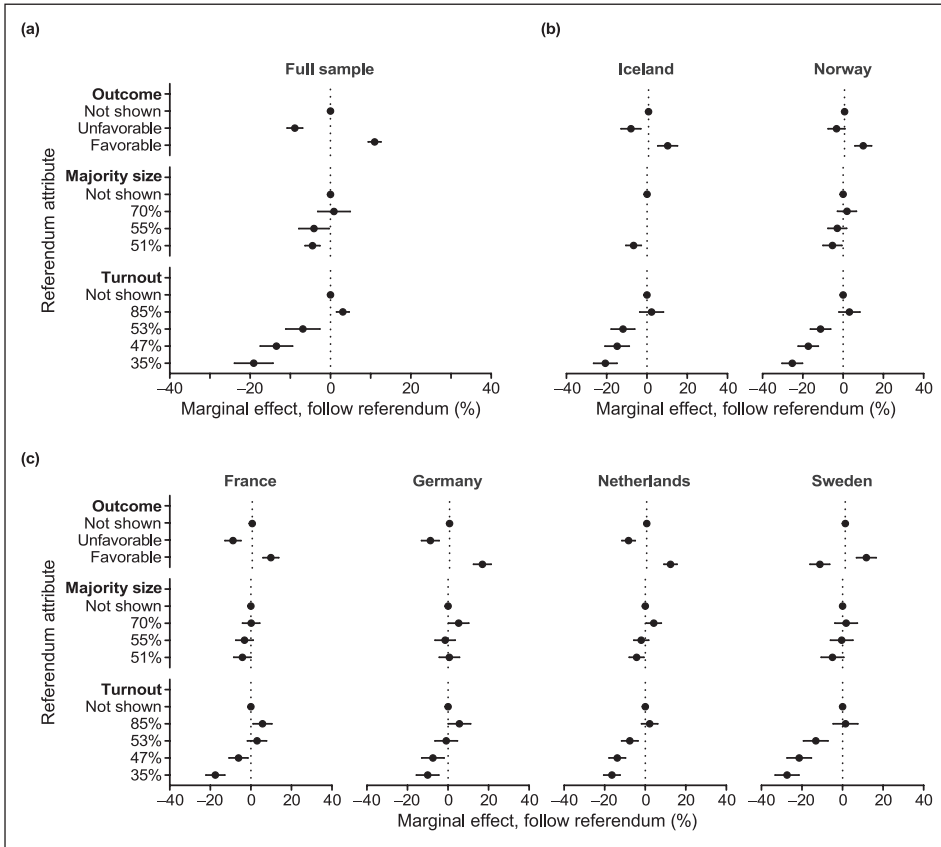 (a)
Full sample
Referendum attribute
Outcome
Not shown
Unfavorable
Favorable
Majority size
Not shown
70%
55%
51%
Turnout
Not shown
85%
53%
47%
35%
−40 −20 0 20 40
Marginal effect, follow referendum (%)
(b)
Iceland Norway
−40 −20 0 20 40 −40 −20 0 20 40
Marginal effect, follow referendum (%)
(c)
France Germany Netherlands Sweden
Referendum attribute
Outcome
Not shown
Unfavorable
Favorable
Majority size
Not shown
70%
55%
51%
Turnout
Not shown
85%
53%
47%
35%
−40 −20 0 20 40 −40 −20 0 20 40 −40 −20 0 20 40 −40 −20 0 20 40
Marginal effect, follow referendum (%)